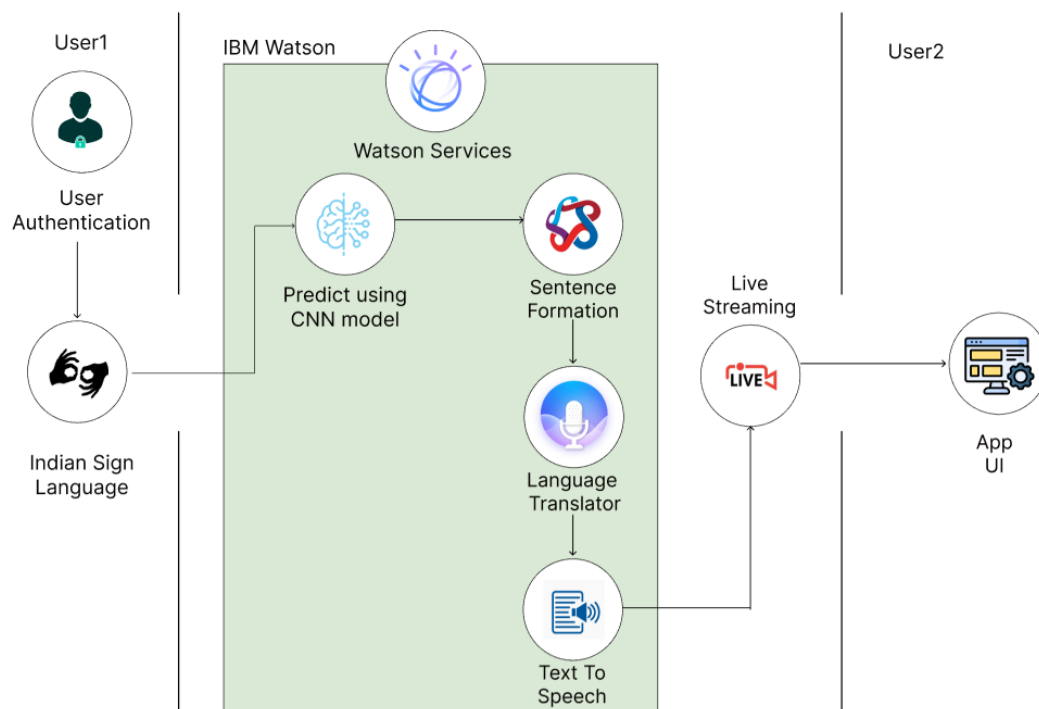 User1
User
Authentication
Indian Sign
Language
IBM Watson
Watson Services
Predict using
CNN model
Sentence
Formation
Language
Translator
Text To
Speech
Live
Streaming
LIVE
User2
App
UI